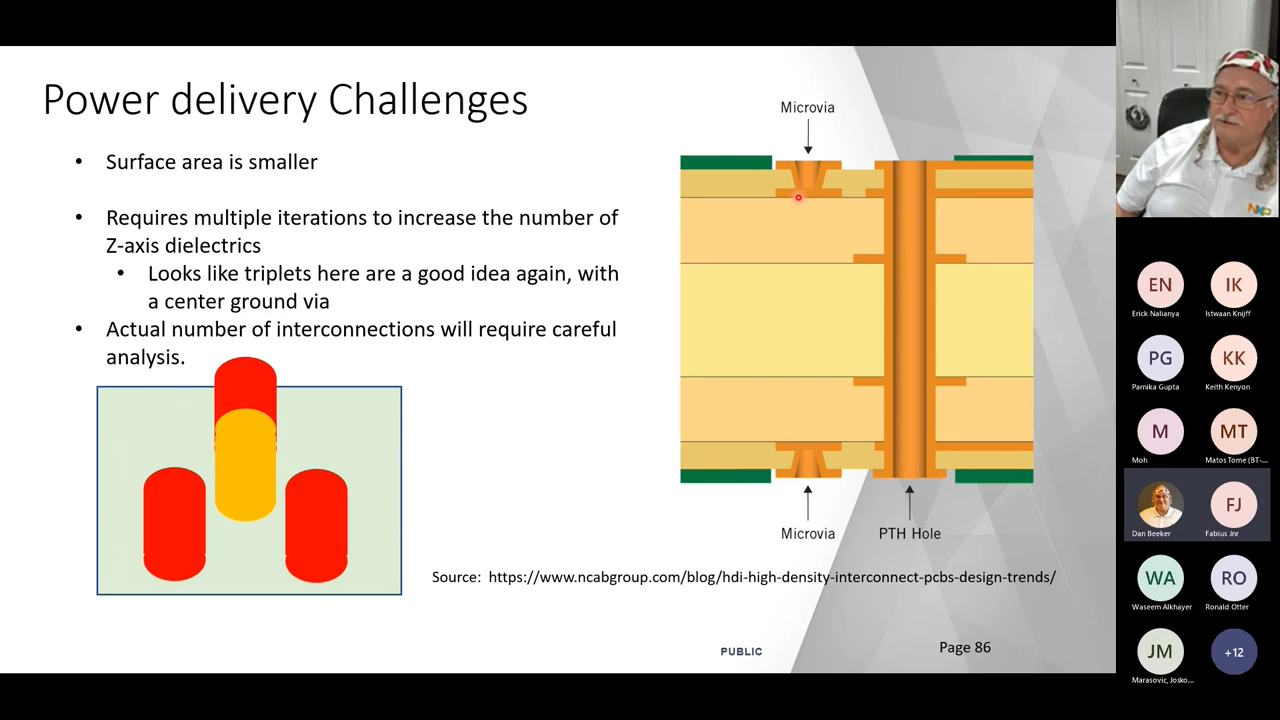 Power delivery Challenges
• Surface area is smaller
• Requires multiple iterations to increase the number of
Z-axis dielectrics
• Looks like triplets here are a good idea again, with
a center ground via
• Actual number of interconnections will require careful
analysis.
Microvia
Microvia
PTH Hole
Source: https://www.ncabgroup.com/blog/hdi-high-density-interconnect-pcbs-design-trends/
PUBLIC
Page 86
NXP
EN
Erick Nalianya
IK
Istwaan Knijff
PG
Parnika Gupta
KK
Keith Kenyon
M
Moh
MT
Matos Tome (BT-...
Dan Beeker
FJ
Fabius Jnr
WA
Waseem Alkhayer
RO
Ronald Otter
JM
Marasovic, Josko...
+12